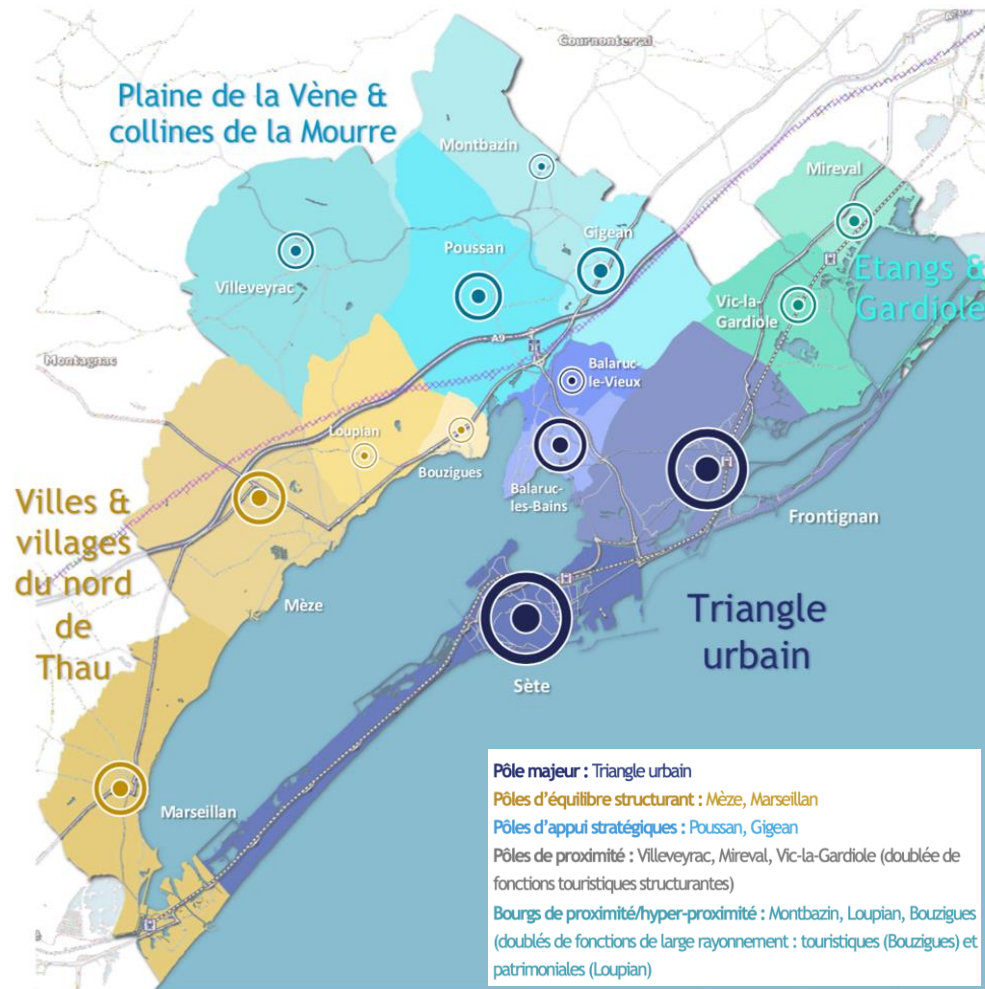 Cournonterral
Plaine de la Vène &
collines de la Mourre
Montbazin
Mireval
Poussan
Gigean
Villeveyrac
Etangs &
Gardiole
Vic-la-
Gardiole
Montagnac
A9
Balaruc-
le-Vieux
Loupian
Bouzigues
Balaruc-
les-Bains
Villes &
villages
du nord
de
Thau
Frontignan
Mèze
Triangle
urbain
Sète
Marseillan
Pôle majeur : Triangle urbain
Pôles d'équilibre structurant : Mèze, Marseillan
Pôles d'appui stratégiques : Poussan, Gigean
Pôles de proximité : Villeveyrac, Mireval, Vic-la-Gardiole (doublée de
fonctions touristiques structurantes)
Bourgs de proximité/hyper-proximité : Montbazin, Loupian, Bouzigues
(doublés de fonctions de large rayonnement : touristiques (Bouzigues) et
patrimoniales (Loupian)